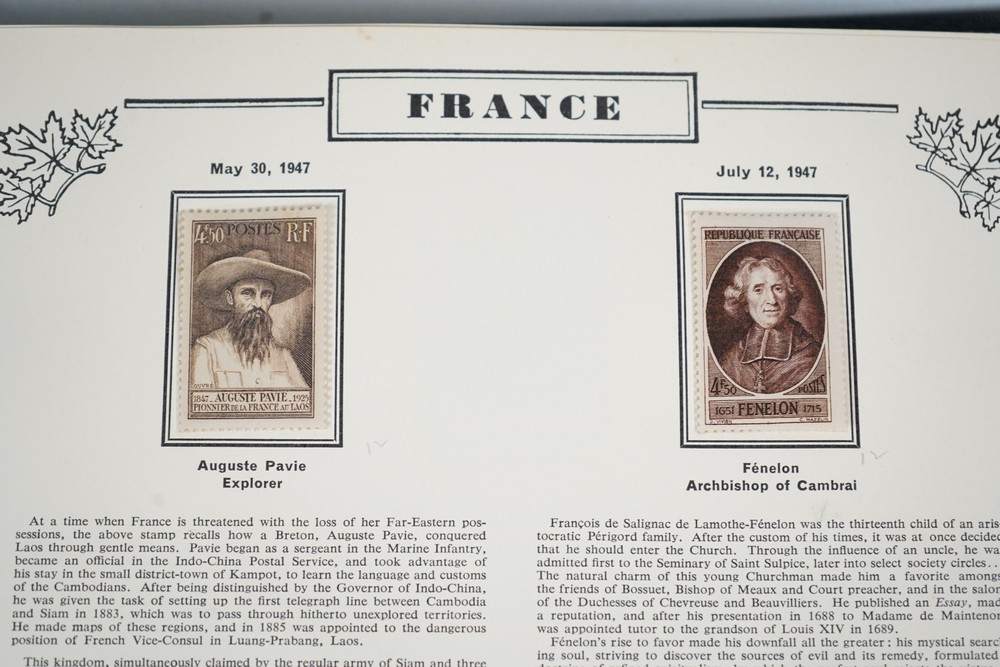 FRANCE
May 30, 1947
4F50 POSTES RF
OUVRÉ
1847 AUGUSTE PAVIE 1925
PIONNIER DE LA FRANCE AU LAOS
12
Auguste Pavie
Explorer
At a time when France is threatened with the loss of her Far-Eastern pos-
sessions, the above stamp recalls how a Breton, Auguste Pavie, conquered
Laos through gentle means. Pavie began as a sergeant in the Marine Infantry,
became an official in the Indo-China Postal Service, and took advantage of
his stay in the small district-town of Kampot, to learn the language and customs
of the Cambodians. After being distinguished by the Governor of Indo-China,
he was given the task of setting up the first telegraph line between Cambodia
and Siam in 1883, which was to pass through hitherto unexplored territories.
He made maps of these regions, and in 1885 was appointed to the dangerous
position of French Vice-Consul in Luang-Prabang, Laos.
This kingdom, simultaneously claimed by the regular army of Siam and three
July 12, 1947
REPUBLIQUE FRANÇAISE
4F50 POSTES
1651 FENELON 1715
J. VIVIEN C. MAZELIN
12
Fénelon
Archbishop of Cambrai
François de Salignac de Lamothe-Fénelon was the thirteenth child of an aris-
tocratic Périgord family. After the custom of his times, it was at once decided
that he should enter the Church. Through the influence of an uncle, he was
admitted first to the Seminary of Saint Sulpice, later into select society circles..
The natural charm of this young Churchman made him a favorite among
the friends of Bossuet, Bishop of Meaux and Court preacher, and in the salon
of the Duchesses of Chevreuse and Beauvilliers. He published an Essay, mad
a reputation, and after his presentation in 1688 to Madame de Maintenon
was appointed tutor to the grandson of Louis XIV in 1689.
Fénelon's rise to favor made his downfall all the greater: his mystical searc
ing soul, striving to discover the sources of evil and its remedy, formulated